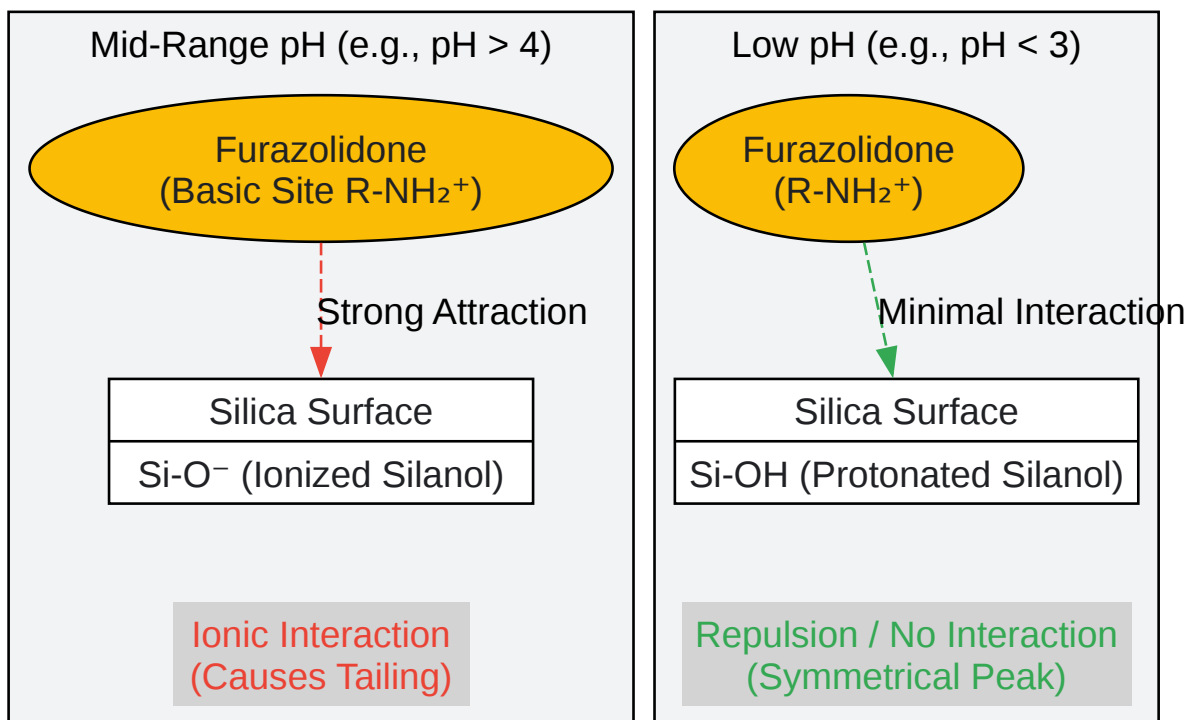 Mid-Range pH (e.g., pH > 4)
Furazolidone
(Basic Site R-NH₂⁺)
Strong Attraction
Silica Surface
Si-O⁻ (Ionized Silanol)
Ionic Interaction
(Causes Tailing)
Low pH (e.g., pH < 3)
Furazolidone
(R-NH₂⁺)
Minimal Interaction
Silica Surface
Si-OH (Protonated Silanol)
Repulsion / No Interaction
(Symmetrical Peak)